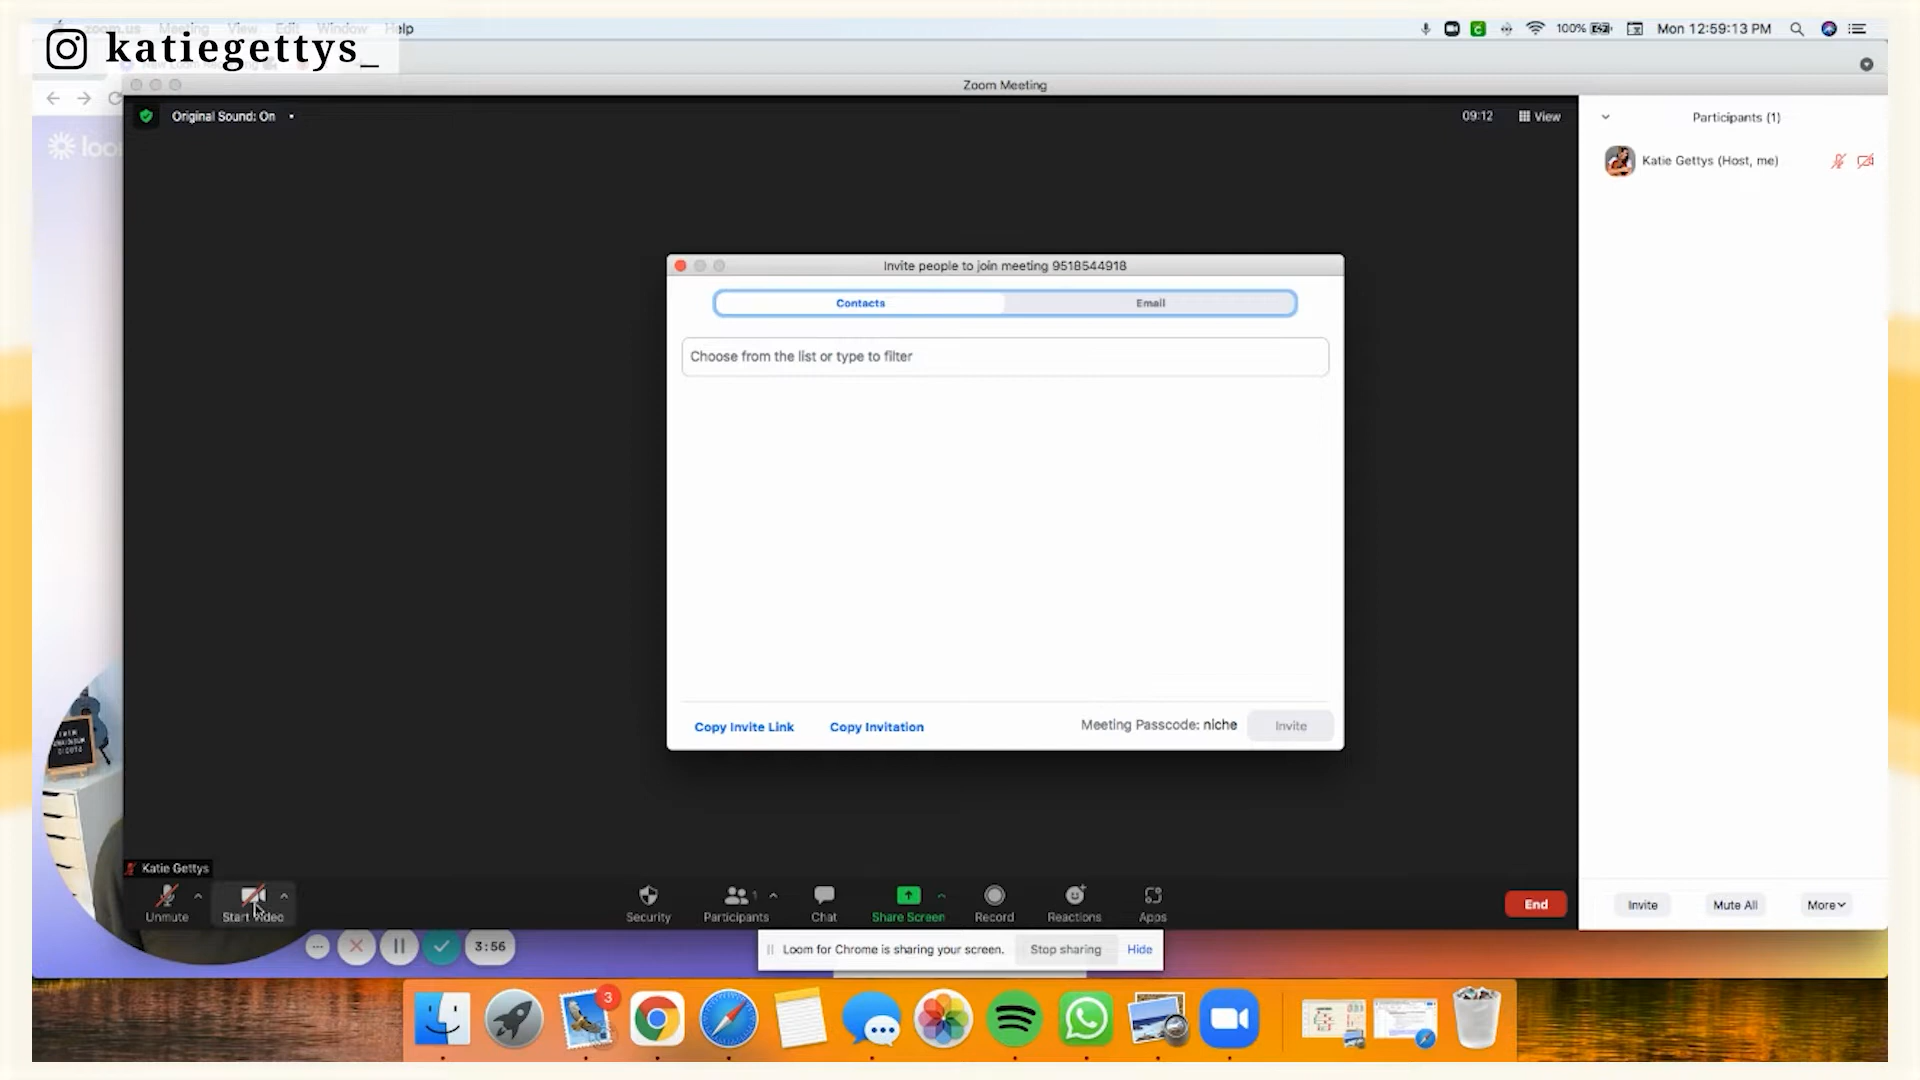 katiegettys_
Help
100%
Mon 12:59:13 PM
Zoom Meeting
Original Sound: On
09:12
View
Participants (1)
Katie Gettys (Host, me)
loo
Invite people to join meeting 9518544918
Contacts
Email
Choose from the list or type to filter
Copy Invite Link
Copy Invitation
Meeting Passcode: niche
Invite
Katie Gettys
Unmute
Start Video
Security
Participants
1
Chat
Share Screen
Record
Reactions
Apps
End
Invite
Mute All
More
3:56
Loom for Chrome is sharing your screen.
Stop sharing
Hide
3